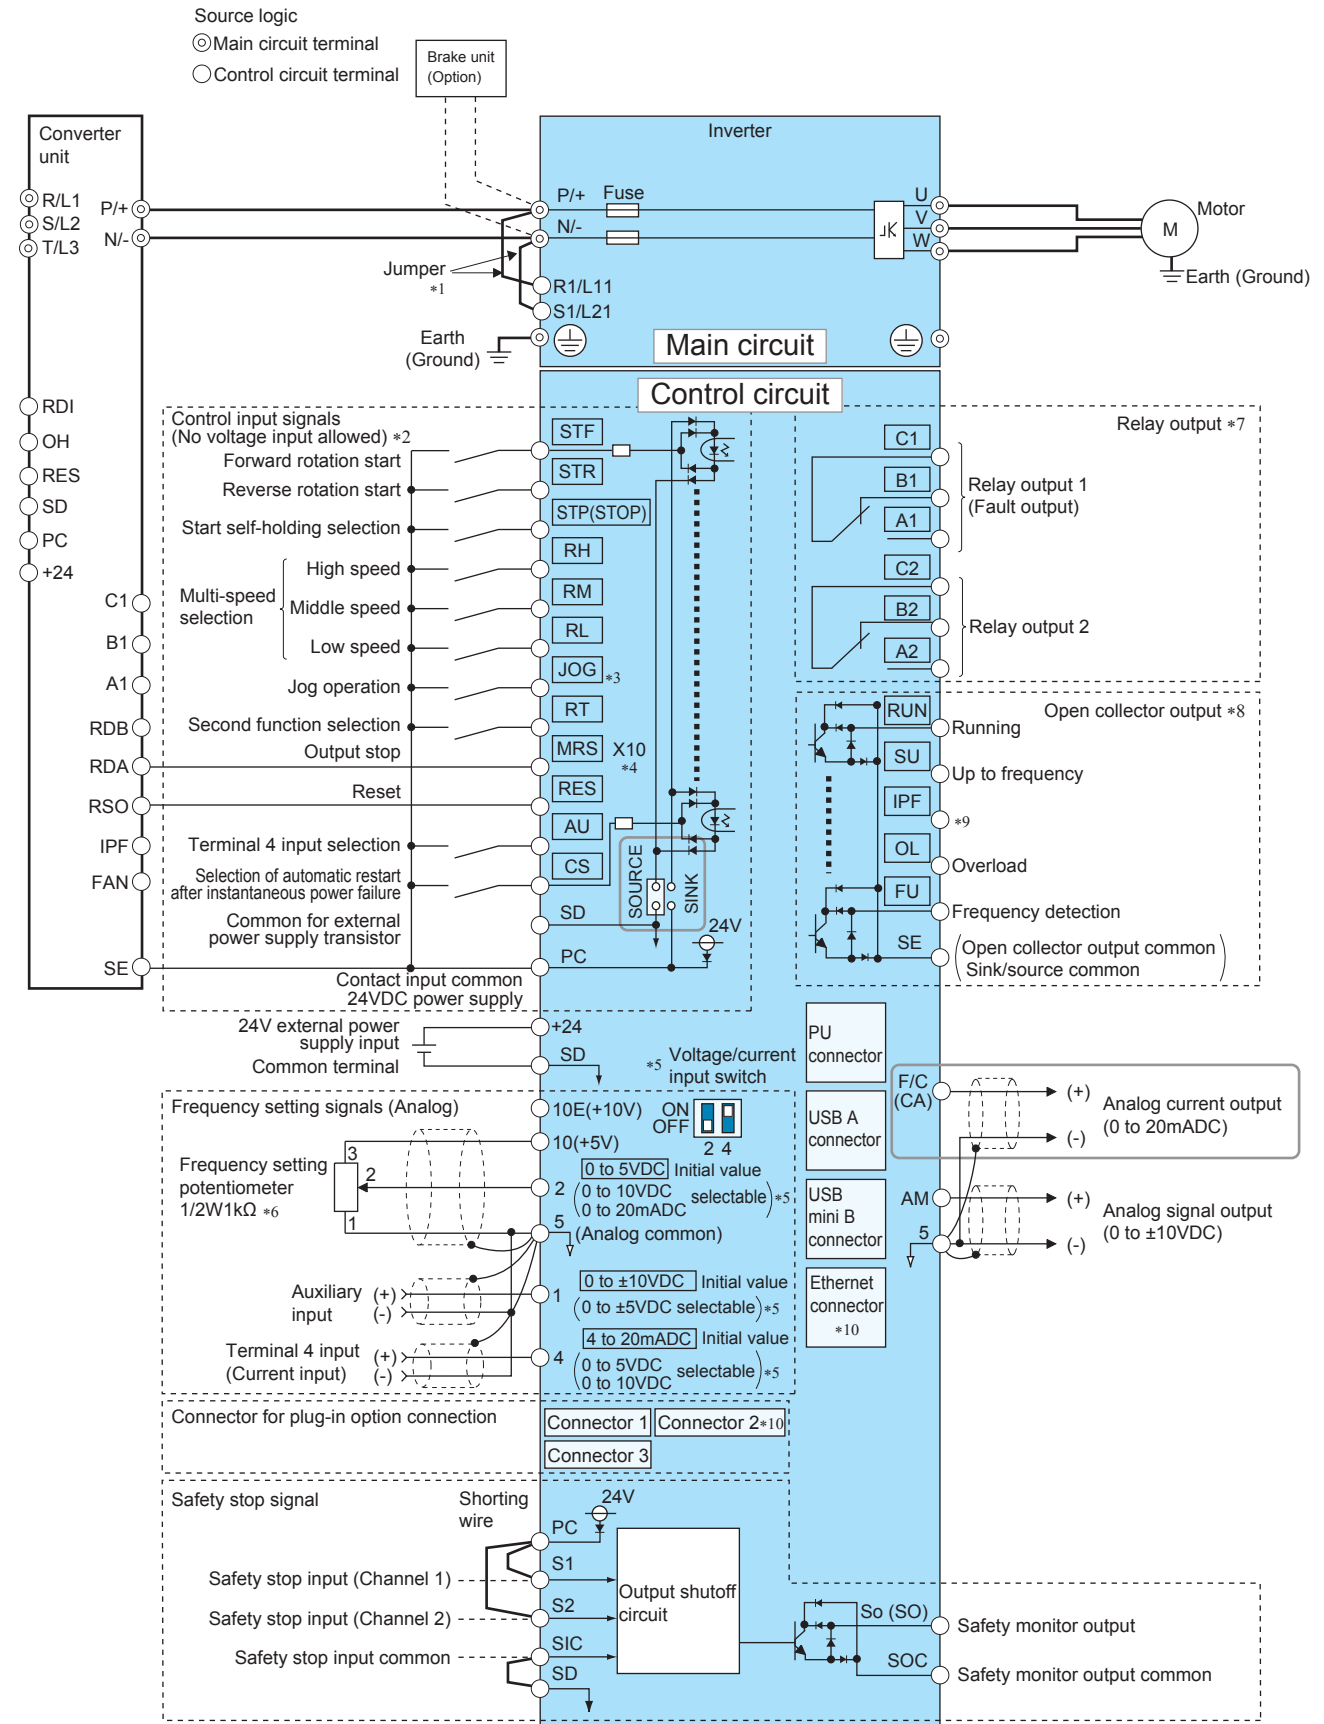 Source logic
Main circuit terminal
Control circuit terminal
Brake unit
(Option)
Converter
unit
R/L1
S/L2
T/L3
P/+
N/-
Jumper
*1
Earth
(Ground)
Inverter
P/+
Fuse
N/-
R1/L11
S1/L21
U
V
W
Motor
M
Earth (Ground)
Main circuit
Control circuit
RDI
OH
RES
SD
PC
+24
C1
B1
A1
RDB
RDA
RSO
IPF
FAN
SE
Control input signals
(No voltage input allowed) *2
Forward rotation start
Reverse rotation start
Start self-holding selection
Multi-speed
selection
High speed
Middle speed
Low speed
Jog operation
Second function selection
Output stop
Reset
Terminal 4 input selection
Selection of automatic restart
after instantaneous power failure
Common for external
power supply transistor
Contact input common
24VDC power supply
STF
STR
STP(STOP)
RH
RM
RL
JOG *3
RT
MRS X10
*4
RES
AU
CS
SD
PC
SOURCE
SINK
24V
Relay output *7
C1
B1
A1
Relay output 1
(Fault output)
C2
B2
A2
Relay output 2
Open collector output *8
RUN
Running
SU
Up to frequency
IPF
*9
OL
Overload
FU
Frequency detection
SE
Open collector output common
Sink/source common
24V external power
supply input
Common terminal
+24
SD
*5 Voltage/current
input switch
ON
OFF
2 4
PU
connector
USB A
connector
USB
mini B
connector
Ethernet
connector
*10
F/C
(CA)
(+)
(-)
Analog current output
(0 to 20mADC)
AM
5
(+)
(-)
Analog signal output
(0 to ±10VDC)
Frequency setting signals (Analog)
Frequency setting
potentiometer
1/2W1kΩ *6
3
2
1
10E(+10V)
10(+5V)
2
0 to 5VDC Initial value
(0 to 10VDC
0 to 20mADC selectable) *5
5
(Analog common)
Auxiliary
input
(+)
(-)
1
0 to ±10VDC Initial value
(0 to ±5VDC selectable) *5
Terminal 4 input
(Current input)
(+)
(-)
4
4 to 20mADC Initial value
(0 to 5VDC
0 to 10VDC selectable) *5
Connector for plug-in option connection
Connector 1
Connector 2 *10
Connector 3
Safety stop signal
Shorting
wire
24V
PC
S1
S2
SIC
SD
Safety stop input (Channel 1)
Safety stop input (Channel 2)
Safety stop input common
Output shutoff
circuit
So (SO)
SOC
Safety monitor output
Safety monitor output common